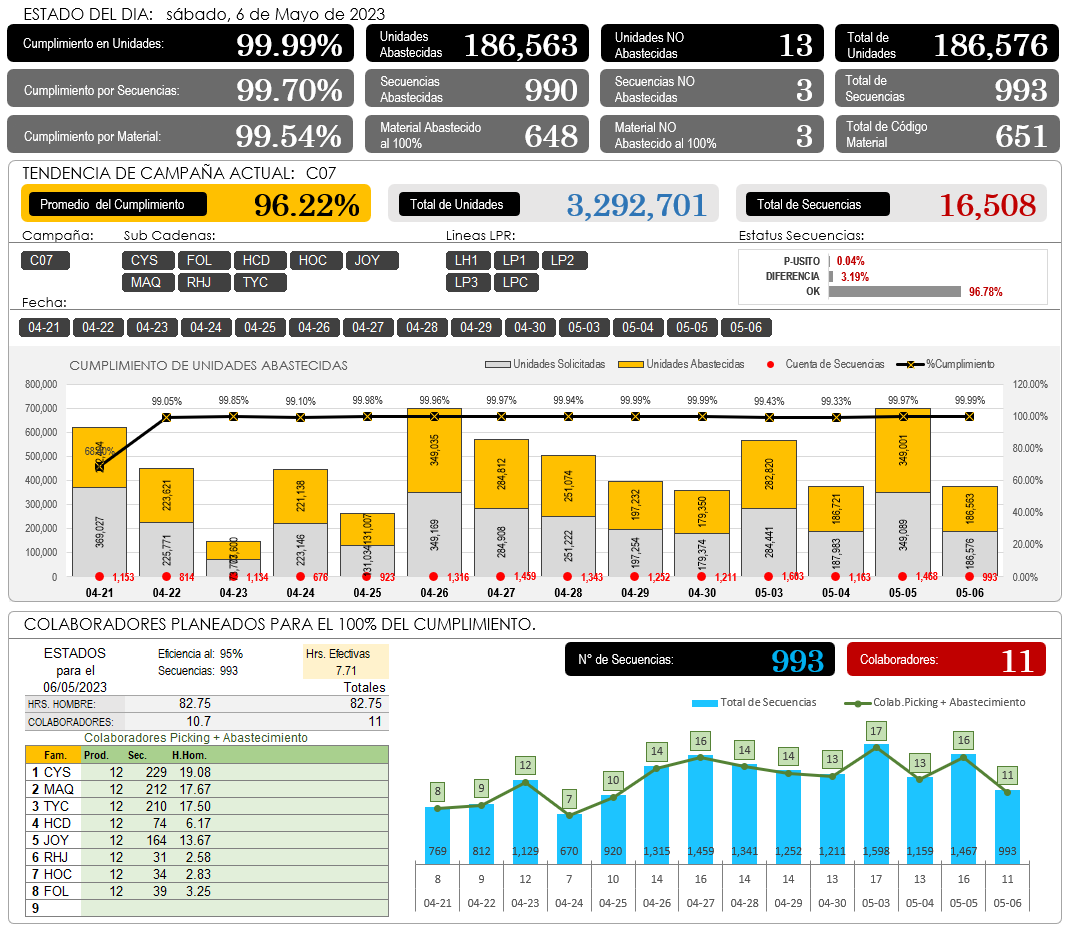 ESTADO DEL DIA: sábado, 6 de Mayo de 2023
Cumplimiento en Unidades: 99.99%
Unidades Abastecidas 186,563
Unidades NO Abastecidas 13
Total de Unidades 186,576
Cumplimiento por Secuencias: 99.70%
Secuencias Abastecidas 990
Secuencias NO Abastecidas 3
Total de Secuencias 993
Cumplimiento por Material: 99.54%
Material Abastecido al 100% 648
Material NO Abastecido al 100% 3
Total de Código Material 651
TENDENCIA DE CAMPAÑA ACTUAL: C07
Promedio del Cumplimiento 96.22%
Total de Unidades 3,292,701
Total de Secuencias 16,508
Campaña: Sub Cadenas: Lineas LPR: Estatus Secuencias:
C07 CYS FOL HCD HOC JOY LH1 LP1 LP2
MAQ RHJ TYC LP3 LPC
P-USITO 0.04%
DIFERENCIA 3.19%
OK 96.78%
Fecha:
04-21 04-22 04-23 04-24 04-25 04-26 04-27 04-28 04-29 04-30 05-03 05-04 05-05 05-06
CUMPLIMIENTO DE UNIDADES ABASTECIDAS
Unidades Solicitadas Unidades Abastecidas Cuenta de Secuencias %Cumplimiento
800,000
700,000
600,000
500,000
400,000
300,000
200,000
100,000
0
120.00%
100.00%
80.00%
60.00%
40.00%
20.00%
0.00%
99.05% 99.85% 99.10% 99.98% 99.96% 99.97% 99.94% 99.99% 99.99% 99.43% 99.33% 99.97% 99.99%
223,621 221,138 131,007 349,035 284,812 251,074 197,232 179,350 282,820 186,721 349,001 186,563
369,027 225,771 223,146 131,034 349,169 284,908 251,222 197,254 179,374 284,441 187,983 349,089 186,576
1,153 814 1,134 676 923 1,316 1,459 1,343 1,252 1,211 1,603 1,163 1,468 993
04-21 04-22 04-23 04-24 04-25 04-26 04-27 04-28 04-29 04-30 05-03 05-04 05-05 05-06
COLABORADORES PLANEADOS PARA EL 100% DEL CUMPLIMIENTO.
ESTADOS Eficiencia al: 95% Hrs. Efectivas
para el Secuencias: 993 7.71
06/05/2023 Totales
HRS. HOMBRE: 82.75 82.75
COLABORADORES: 10.7 11
Colaboradores Picking + Abastecimiento
Fam. Prod. Sec. H.Hom.
1 CYS 12 229 19.08
2 MAQ 12 212 17.67
3 TYC 12 210 17.50
4 HCD 12 74 6.17
5 JOY 12 164 13.67
6 RHJ 12 31 2.58
7 HOC 12 34 2.83
8 FOL 12 39 3.25
9
N° de Secuencias: 993
Colaboradores: 11
Total de Secuencias Colab.Picking + Abastecimiento
8 9 12 7 10 14 16 14 14 13 17 13 16 11
769 812 1,129 670 920 1,315 1,459 1,341 1,252 1,211 1,598 1,159 1,467 993
8 9 12 7 10 14 16 14 14 13 17 13 16 11
04-21 04-22 04-23 04-24 04-25 04-26 04-27 04-28 04-29 04-30 05-03 05-04 05-05 05-06